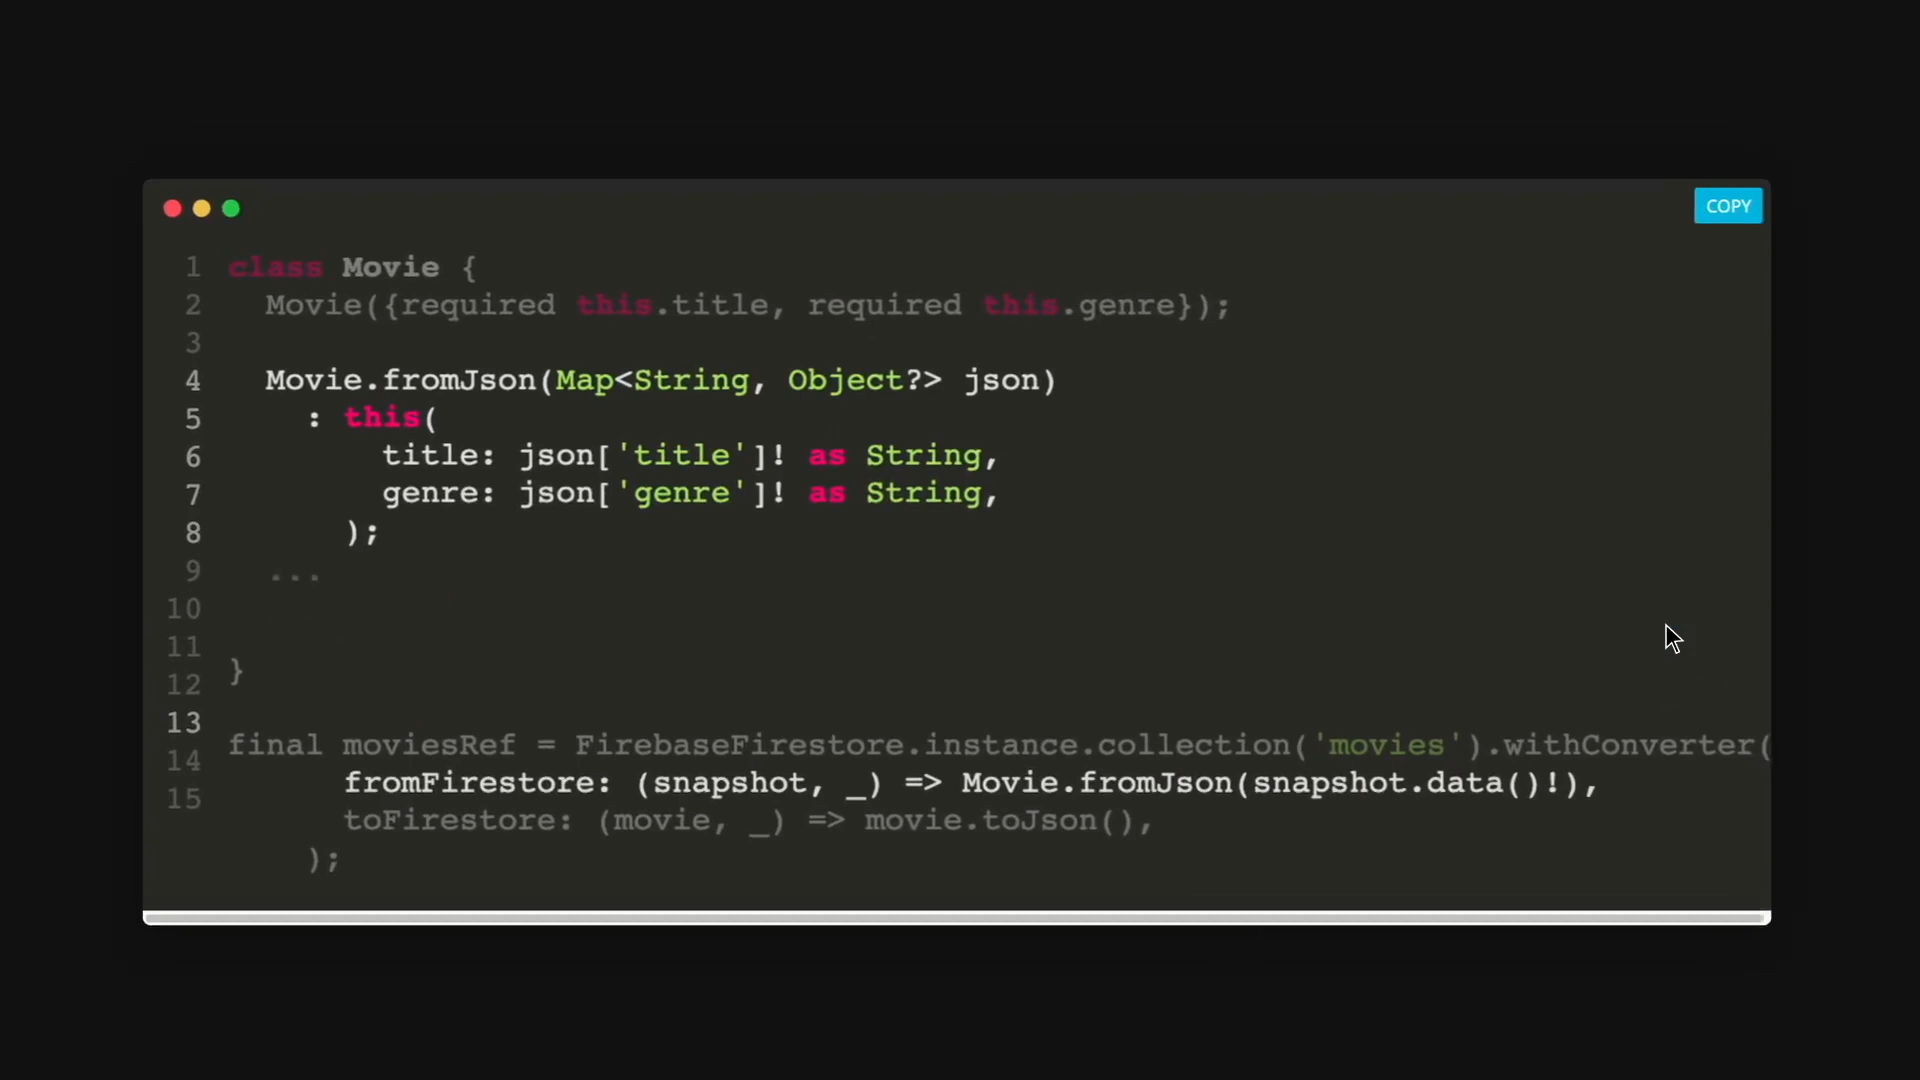 COPY
1 class Movie {
2 Movie({required this.title, required this.genre});
3
4 Movie.fromJson(Map<String, Object?> json)
5 : this(
6 title: json['title']! as String,
7 genre: json['genre']! as String,
8 );
9 ...
10
11
}
12
13
final moviesRef = FirebaseFirestore.instance.collection('movies').withConverter(
14
fromFirestore: (snapshot, _) => Movie.fromJson(snapshot.data()!),
15
toFirestore: (movie, _) => movie.toJson(),
);